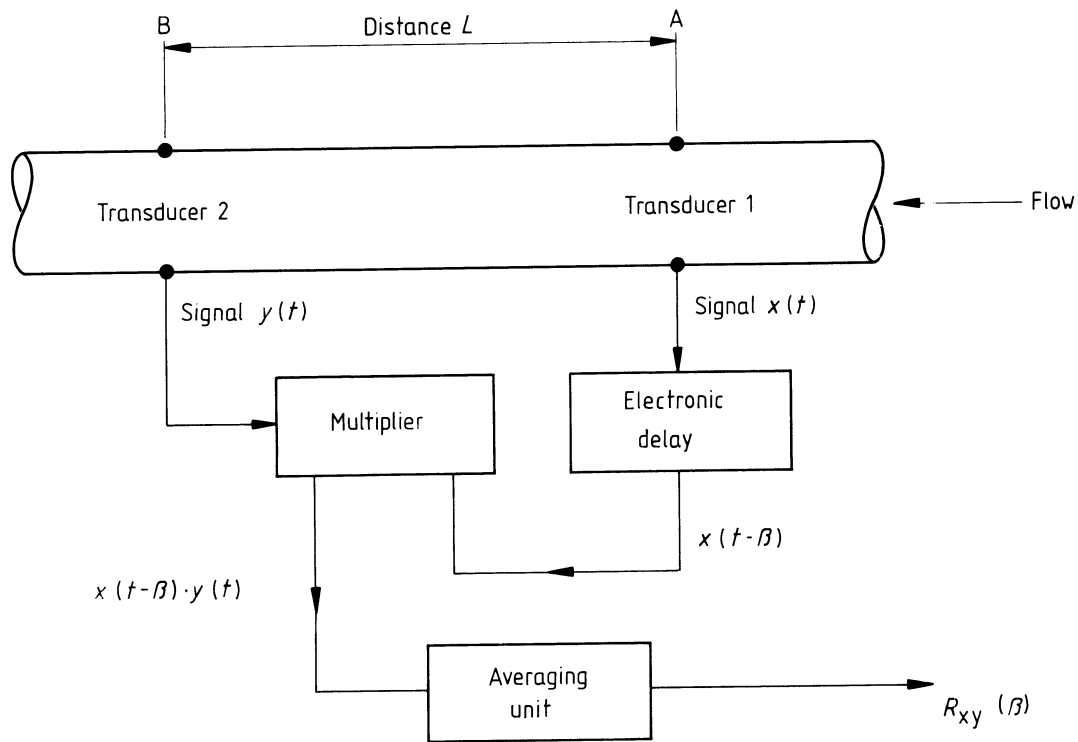 B
Distance L
A
Transducer 2
Transducer 1
Flow
Signal y(t)
Signal x(t)
Multiplier
Electronic
delay
x(t-β)
x(t-β)·y(t)
Averaging
unit
Rxy (β)